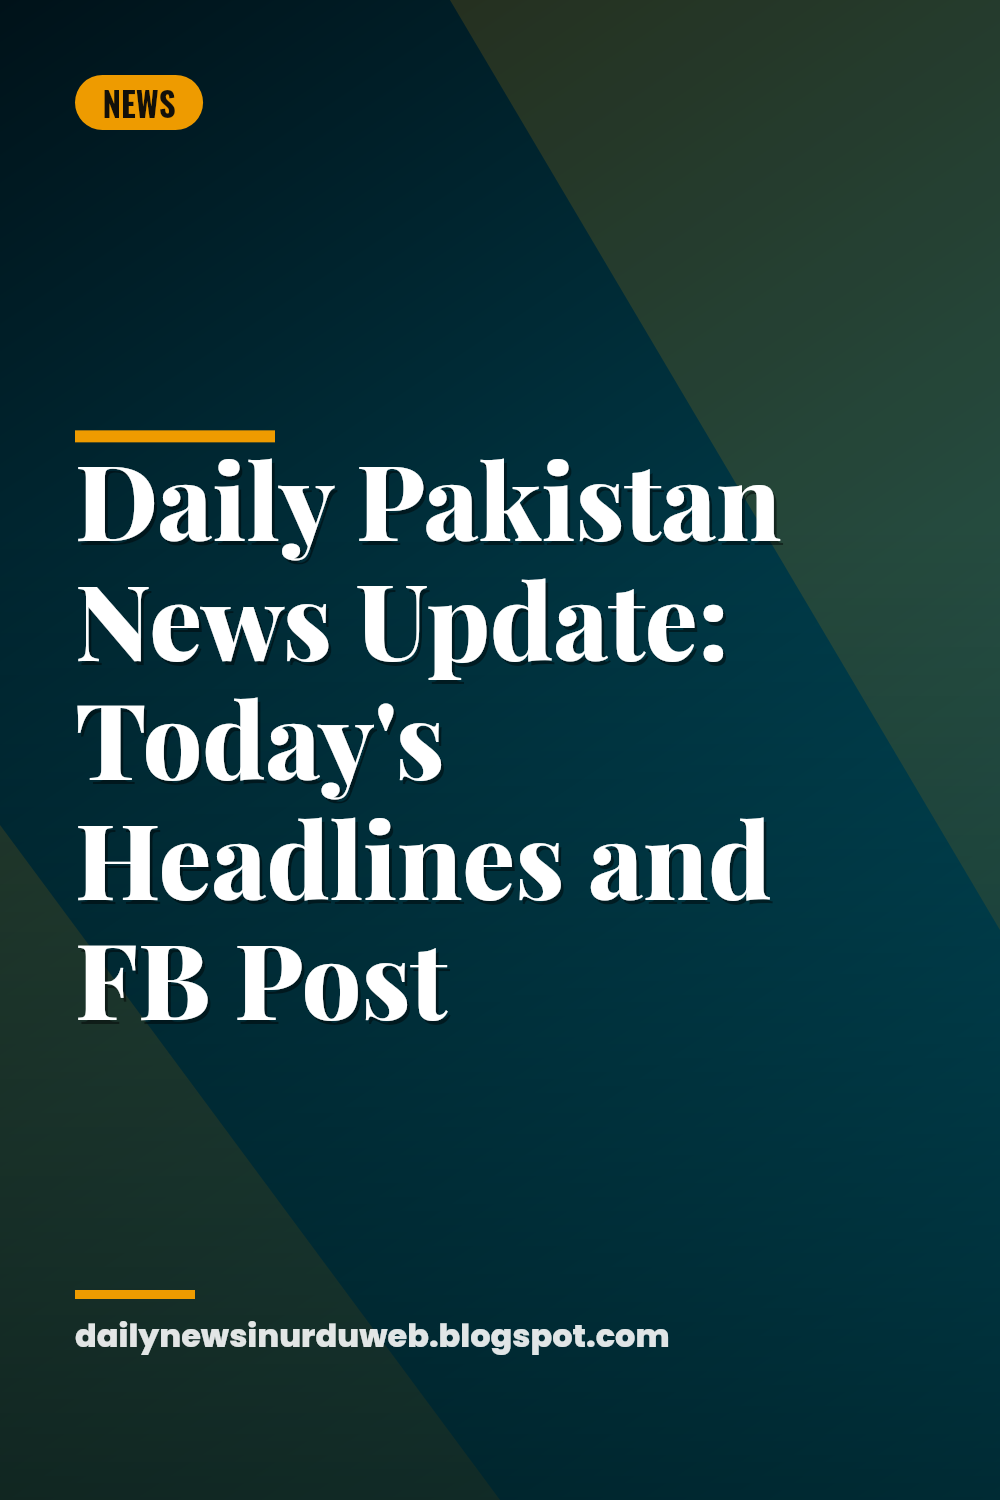 NEWS
Daily Pakistan
News Update:
Today's
Headlines and
FB Post
dailynewsinurduweb.blogspot.com